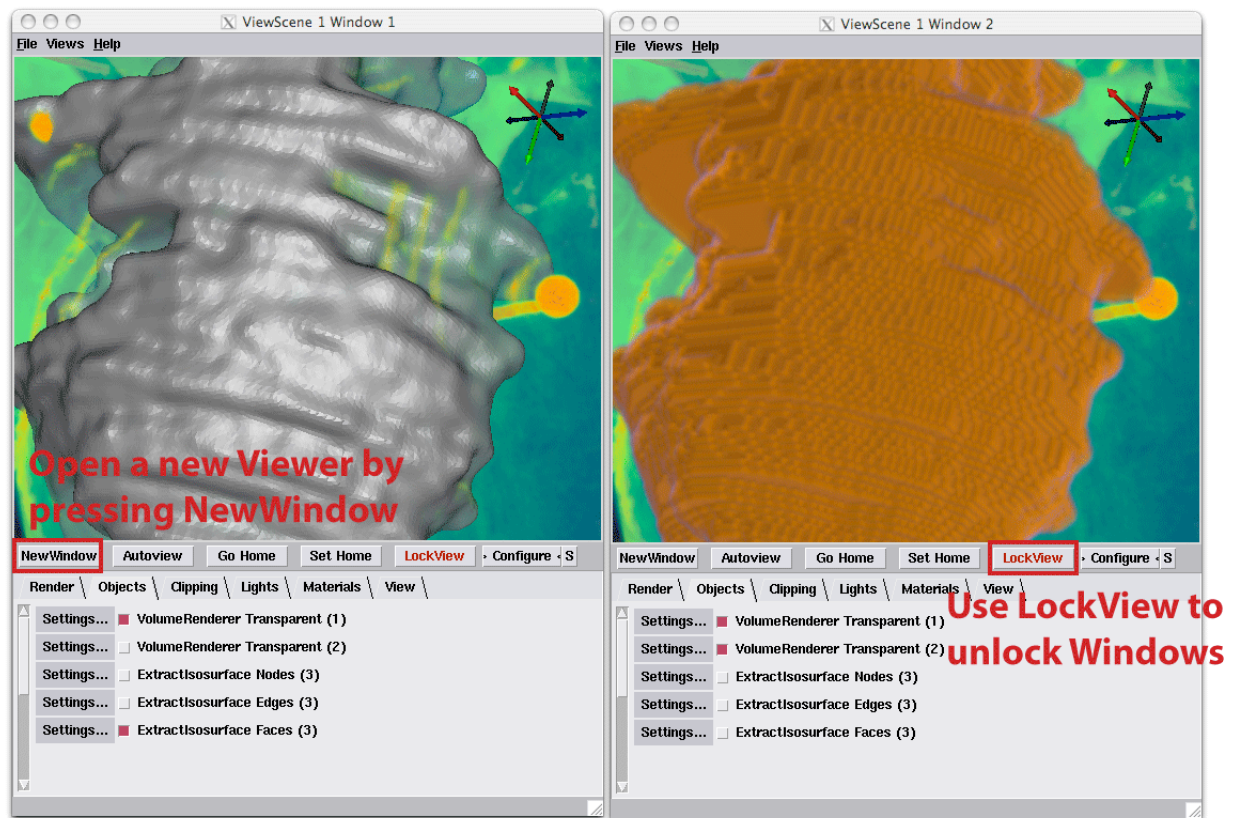 ViewScene 1 Window 1
File Views Help
Open a new Viewer by
pressing NewWindow
NewWindow Autoview Go Home Set Home LockView Configure S
Render Objects Clipping Lights Materials View
Settings... VolumeRenderer Transparent (1)
Settings... VolumeRenderer Transparent (2)
Settings... ExtractIsosurface Nodes (3)
Settings... ExtractIsosurface Edges (3)
Settings... ExtractIsosurface Faces (3)
ViewScene 1 Window 2
File Views Help
NewWindow Autoview Go Home Set Home LockView Configure S
Render Objects Clipping Lights Materials View
Use LockView to
unlock Windows
Settings... VolumeRenderer Transparent (1)
Settings... VolumeRenderer Transparent (2)
Settings... ExtractIsosurface Nodes (3)
Settings... ExtractIsosurface Edges (3)
Settings... ExtractIsosurface Faces (3)